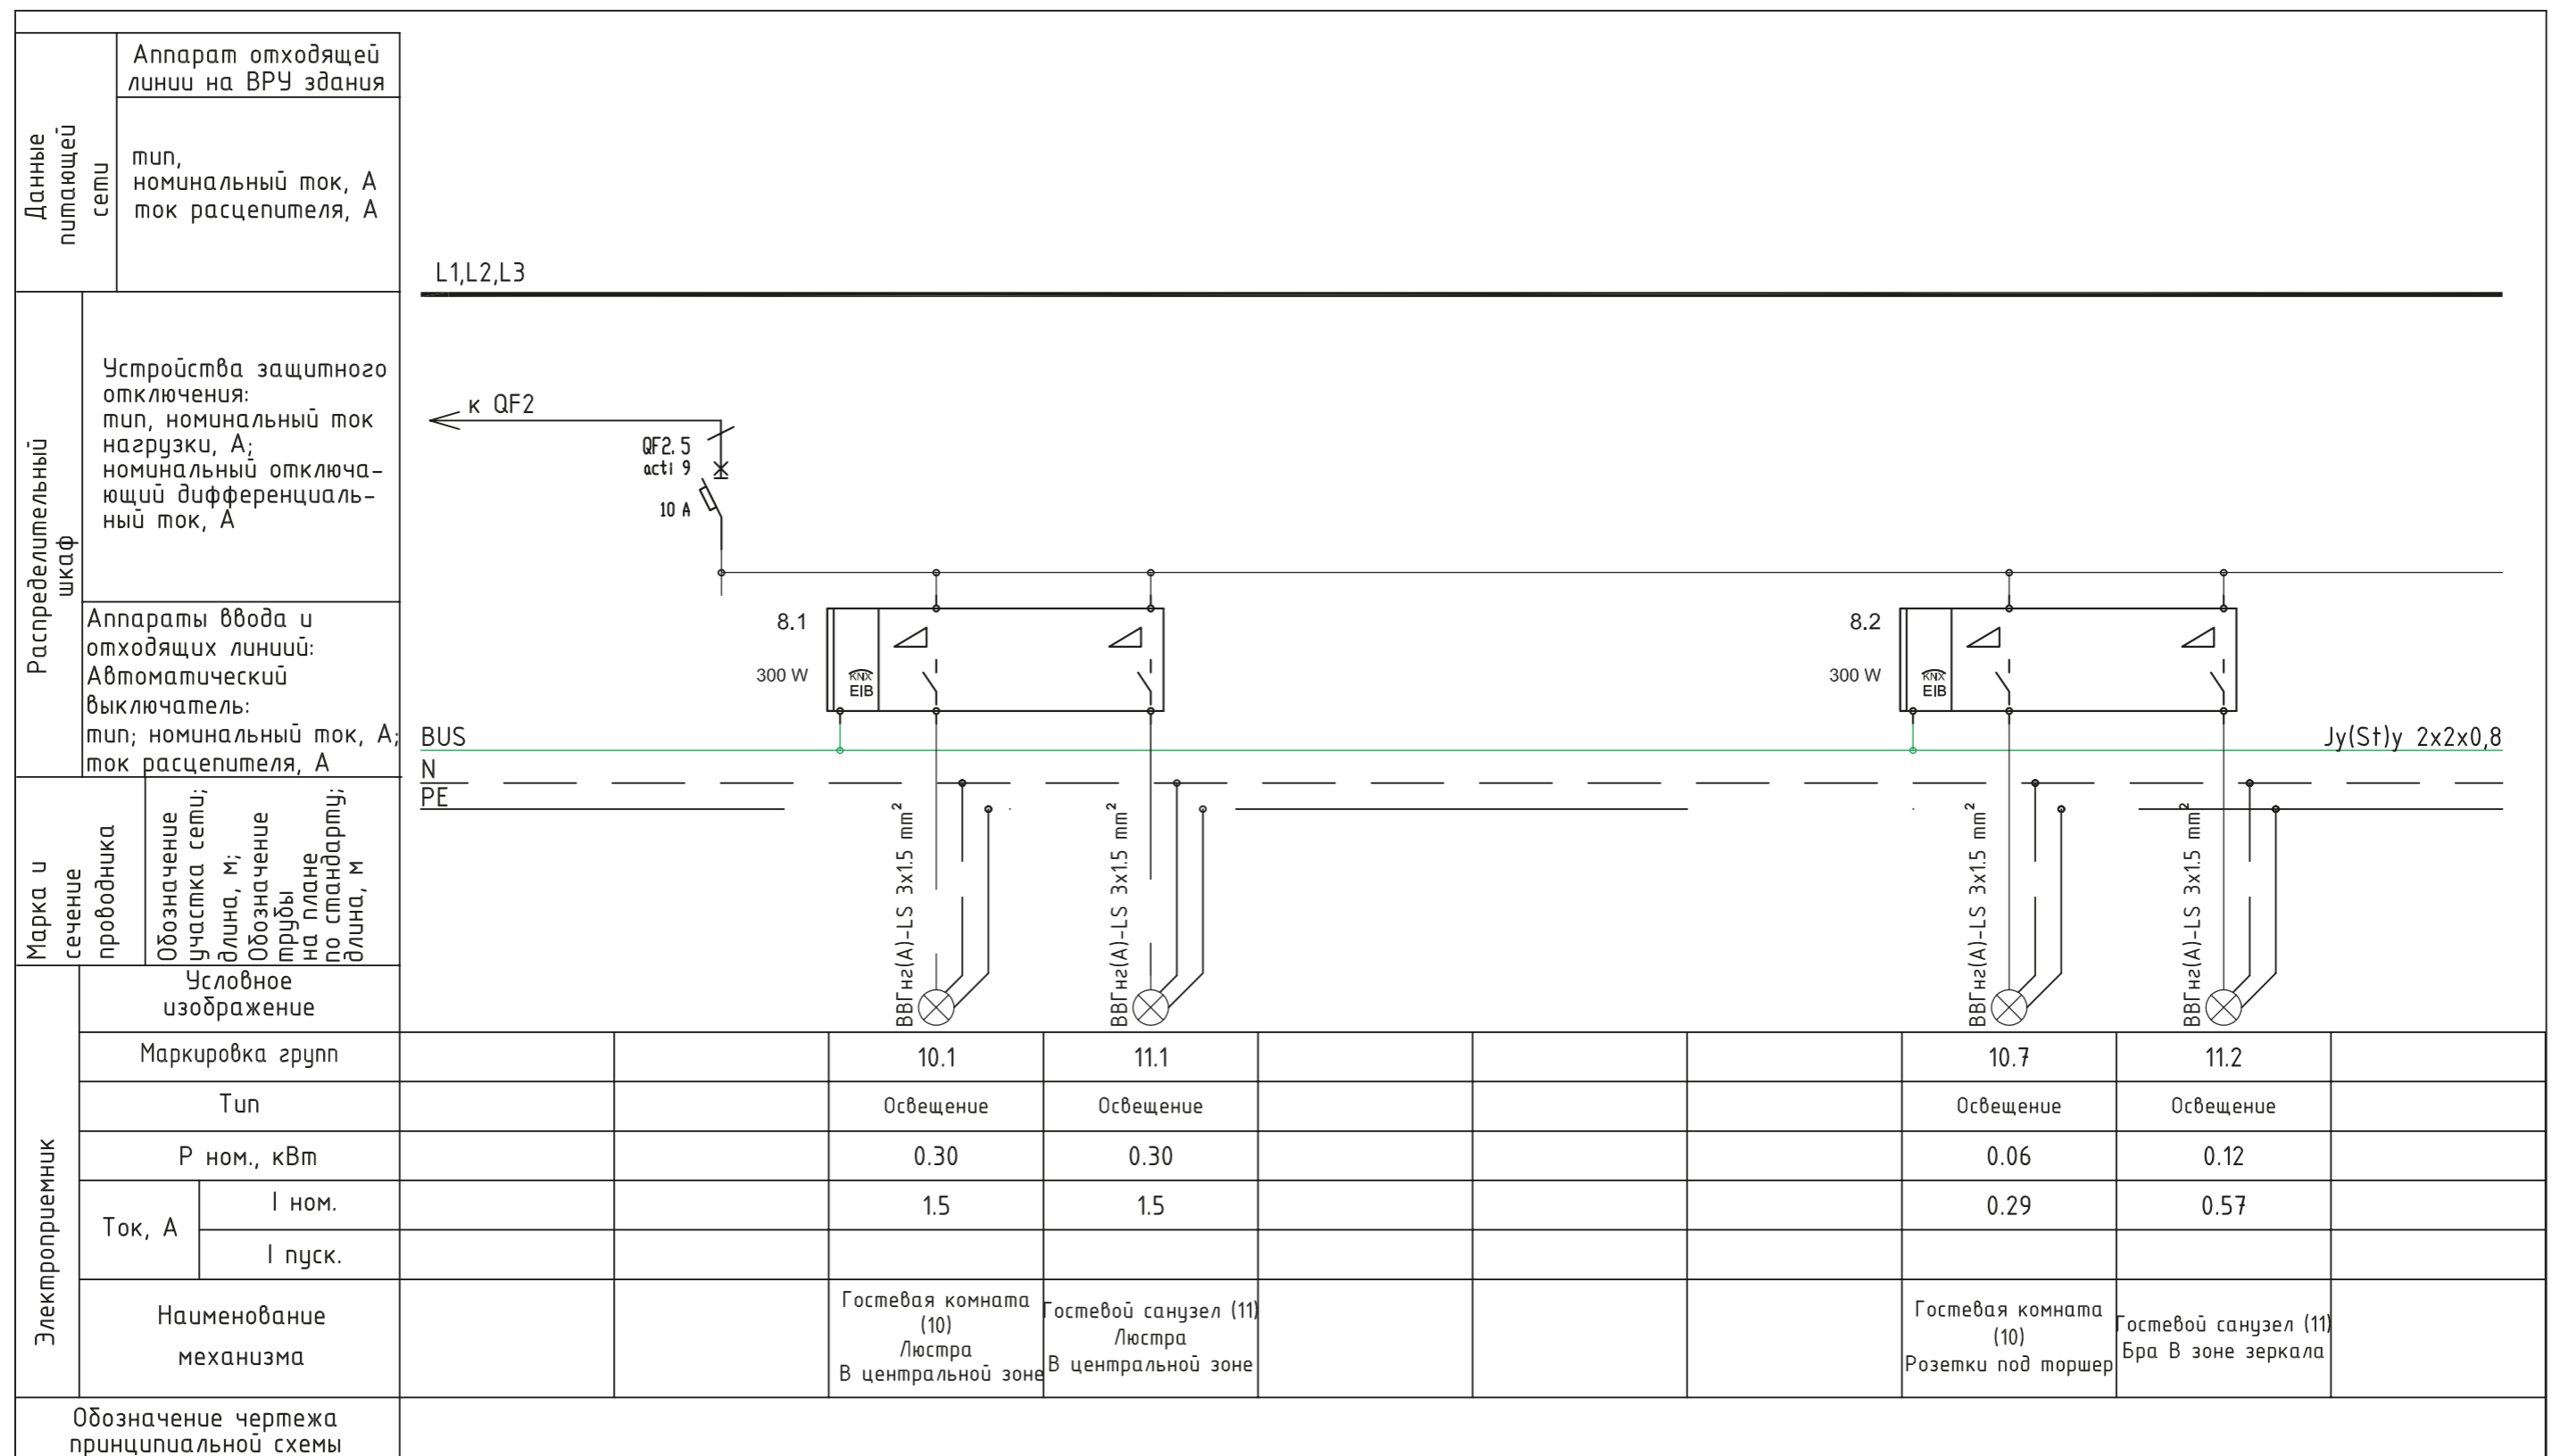 Данные
питающей
сети
Аппарат отходящей
линии на ВРУ здания
тип,
номинальный ток, А
ток расцепителя, А
L1,L2,L3
Распределительный
шкаф
Устройства защитного
отключения:
тип, номинальный ток
нагрузки, А;
номинальный отключа-
ющий дифференциаль-
ный ток, А
к QF2
QF2.5
acti 9
10 A
Аппараты ввода и
отходящих линиий:
Автоматический
выключатель:
тип; номинальный ток, А;
ток расцепителя, А
8.1
300 W
KNX
EIB
8.2
300 W
KNX
EIB
BUS
Jy(St)y 2x2x0,8
N
PE
Марка и
сечение
проводника
Обозначение
участка сети;
длина, м;
Обозначение
трубы
на плане
по стандарту;
длина, м
ВВГнг(А)-LS 3x1.5 mm²
ВВГнг(А)-LS 3x1.5 mm²
ВВГнг(А)-LS 3x1.5 mm²
ВВГнг(А)-LS 3x1.5 mm²
Электроприемник
Условное
изображение
Маркировка групп
10.1
11.1
10.7
11.2
Тип
Освещение
Освещение
Освещение
Освещение
Р ном., кВт
0.30
0.30
0.06
0.12
Ток, А
I ном.
1.5
1.5
0.29
0.57
I пуск.
Наименование
механизма
Гостевая комната
(10)
Люстра
В центральной зоне
Гостевой санузел (11)
Люстра
В центральной зоне
Гостевая комната
(10)
Розетки под торшер
Гостевой санузел (11)
Бра В зоне зеркала
Обозначение чертежа
принципиальной схемы